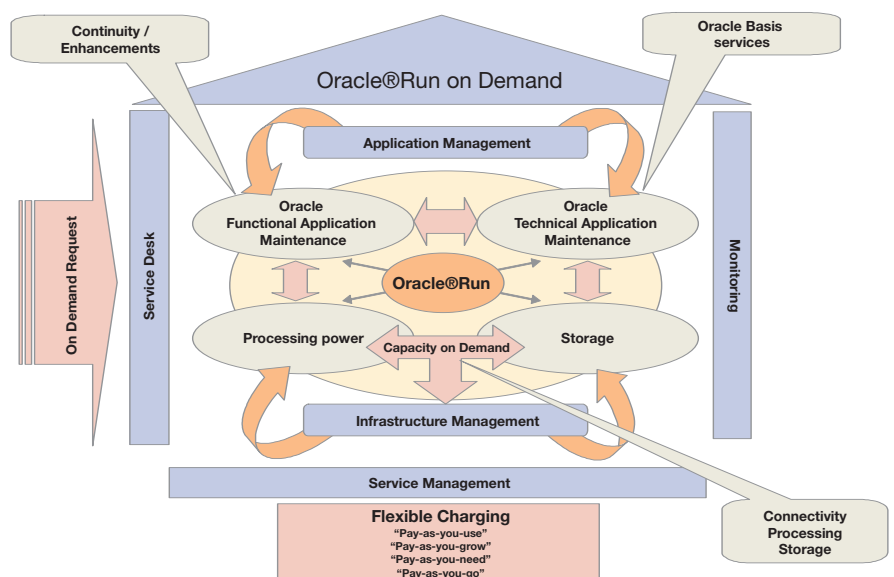 Continuity /
Enhancements
Oracle Basis
services
Oracle®Run on Demand
Application Management
On Demand Request
Service Desk
Oracle
Functional Application
Maintenance
Oracle
Technical Application
Maintenance
Monitoring
Oracle®Run
Processing power
Capacity on Demand
Storage
Infrastructure Management
Service Management
Flexible Charging
“Pay-as-you-use”
“Pay-as-you-grow”
“Pay-as-you-need”
“Pay-as-you-go”
Connectivity
Processing
Storage